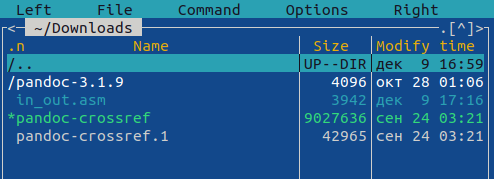 Left File Command Options Right
<─ ~/Downloads .[^]>
.n Name Size Modify time
/.. UP--DIR дек 9 16:59
/pandoc-3.1.9 4096 окт 28 01:06
in_out.asm 3942 дек 9 17:16
*pandoc-crossref 9027636 сен 24 03:21
pandoc-crossref.1 42965 сен 24 03:21